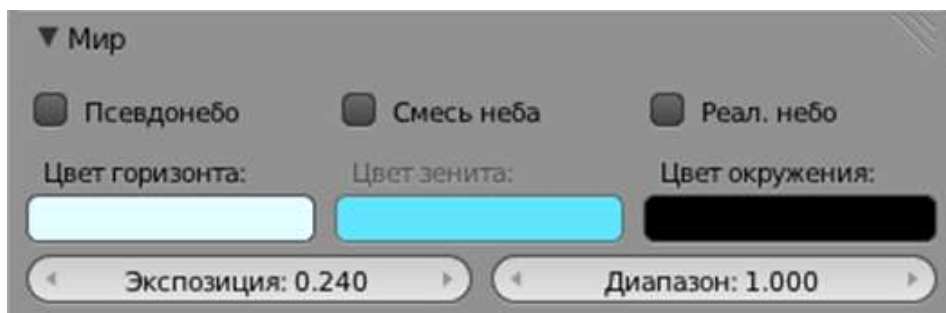 Мир
Псевдонебо Смесь неба Реал. небо
Цвет горизонта: Цвет зенита: Цвет окружения:
Экспозиция: 0.240 Диапазон: 1.000